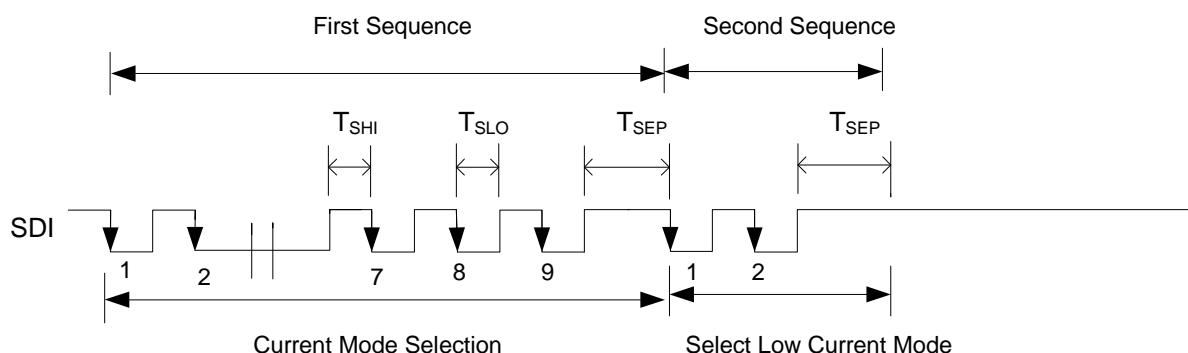 First Sequence
Second Sequence
TSHI
TSLO
TSEP
TSEP
SDI
1
2
7
8
9
1
2
Current Mode Selection
Select Low Current Mode